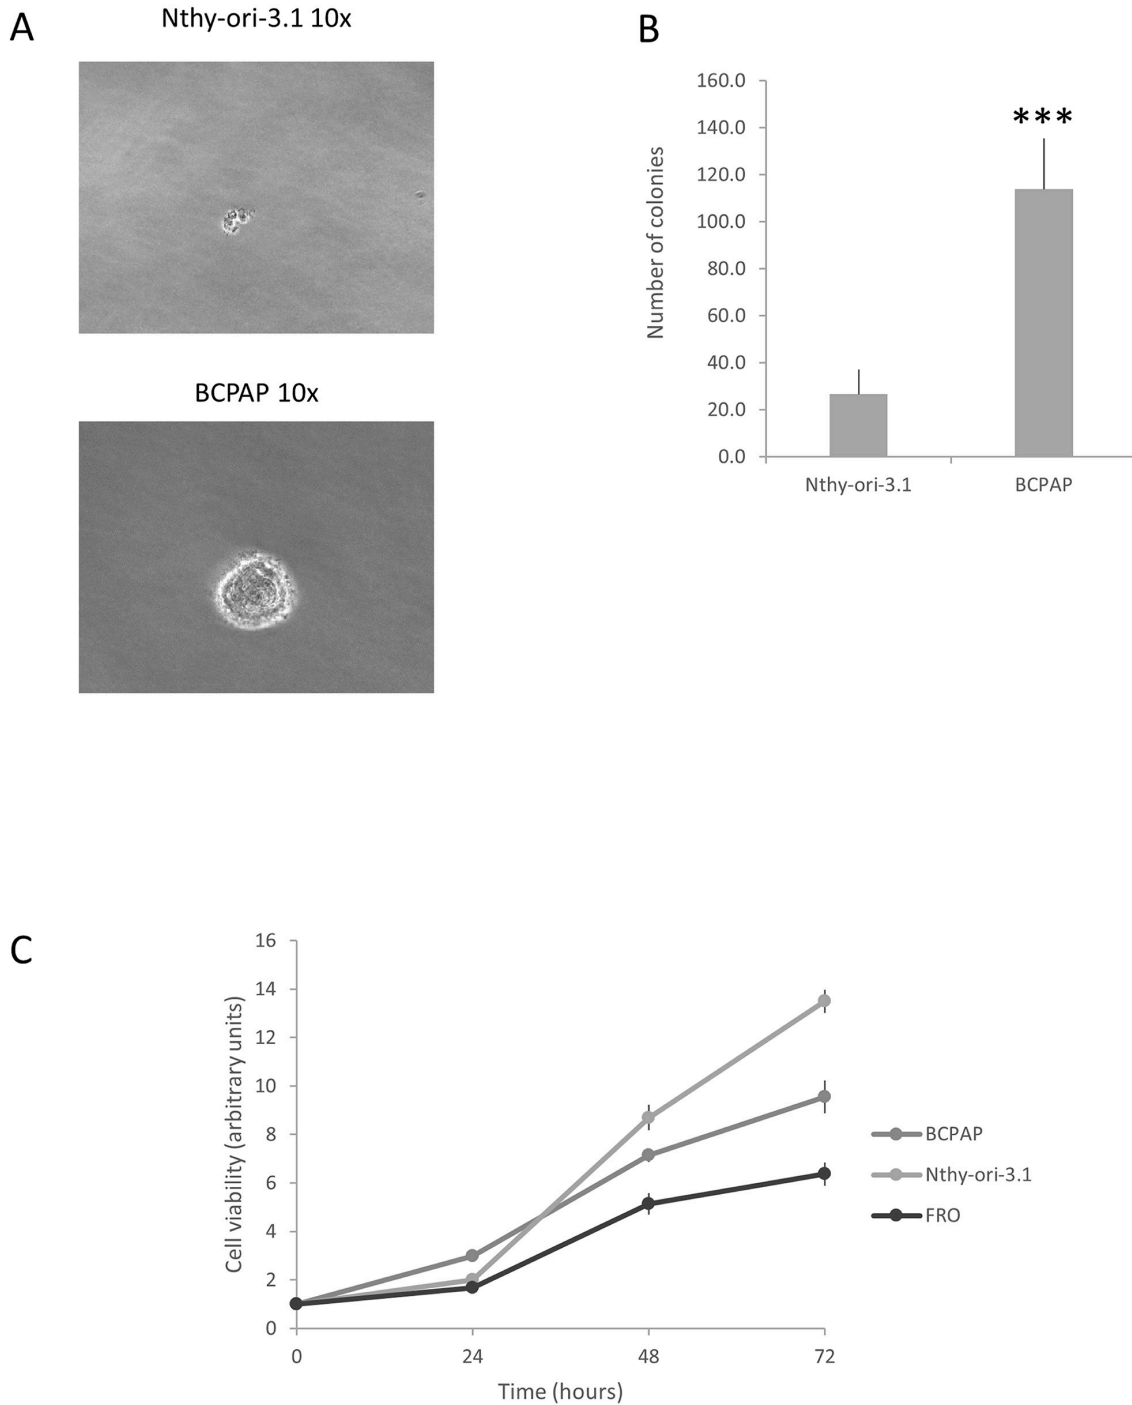 A
Nthy-ori-3.1 10x
BCPAP 10x
B
160.0
140.0
120.0
100.0
80.0
60.0
40.0
20.0
0.0
Number of colonies
***
Nthy-ori-3.1
BCPAP
C
16
14
12
10
8
6
4
2
0
Cell viability (arbitrary units)
0
24
48
72
Time (hours)
BCPAP
Nthy-ori-3.1
FRO